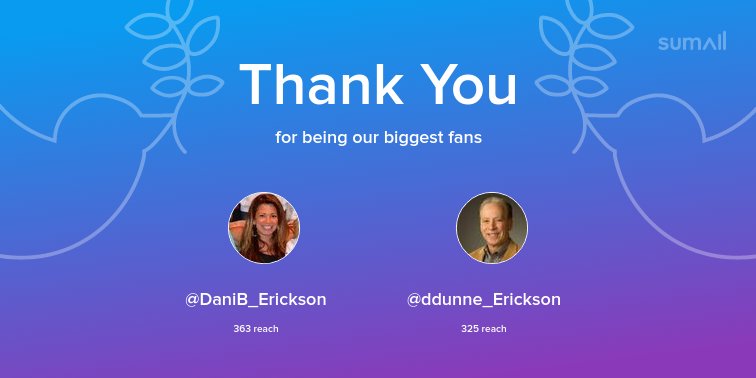 sumall
Thank You
for being our biggest fans
@DaniB_Erickson
@ddunne_Erickson
363 reach
325 reach